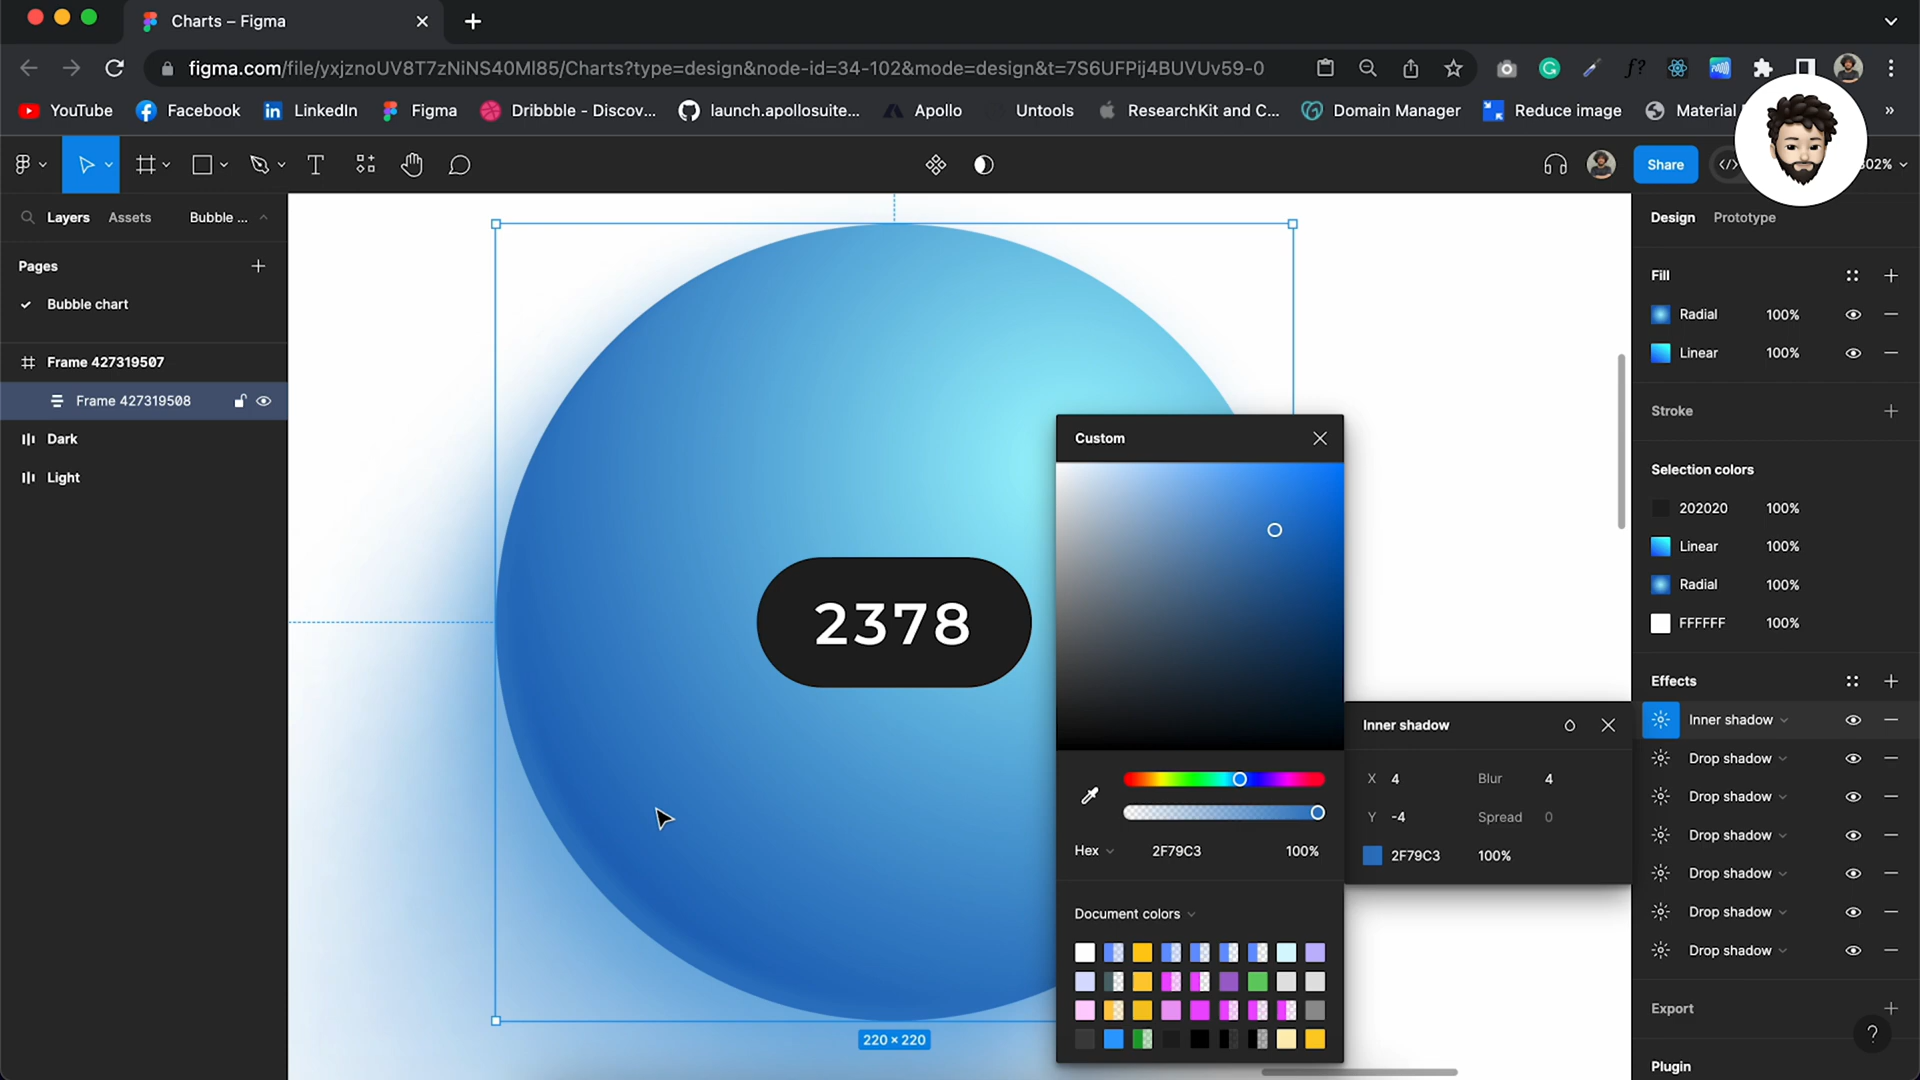 Charts – Figma
figma.com/file/yxjznoUV8T7zNiNS40Ml85/Charts?type=design&node-id=34-102&mode=design&t=7S6UFPij4BUVUv59-0
YouTube Facebook LinkedIn Figma Dribbble - Discov... launch.apollosuite... Apollo Untools ResearchKit and C... Domain Manager Reduce image Material
Share
302%
Layers Assets Bubble ...
Pages
Bubble chart
Frame 427319507
Frame 427319508
Dark
Light
2378
220 × 220
Custom
Hex 2F79C3 100%
Document colors
Inner shadow
X 4 Blur 4
Y -4 Spread 0
2F79C3 100%
Design Prototype
Fill
Radial 100%
Linear 100%
Stroke
Selection colors
202020 100%
Linear 100%
Radial 100%
FFFFFF 100%
Effects
Inner shadow
Drop shadow
Drop shadow
Drop shadow
Drop shadow
Drop shadow
Drop shadow
Export
Plugin